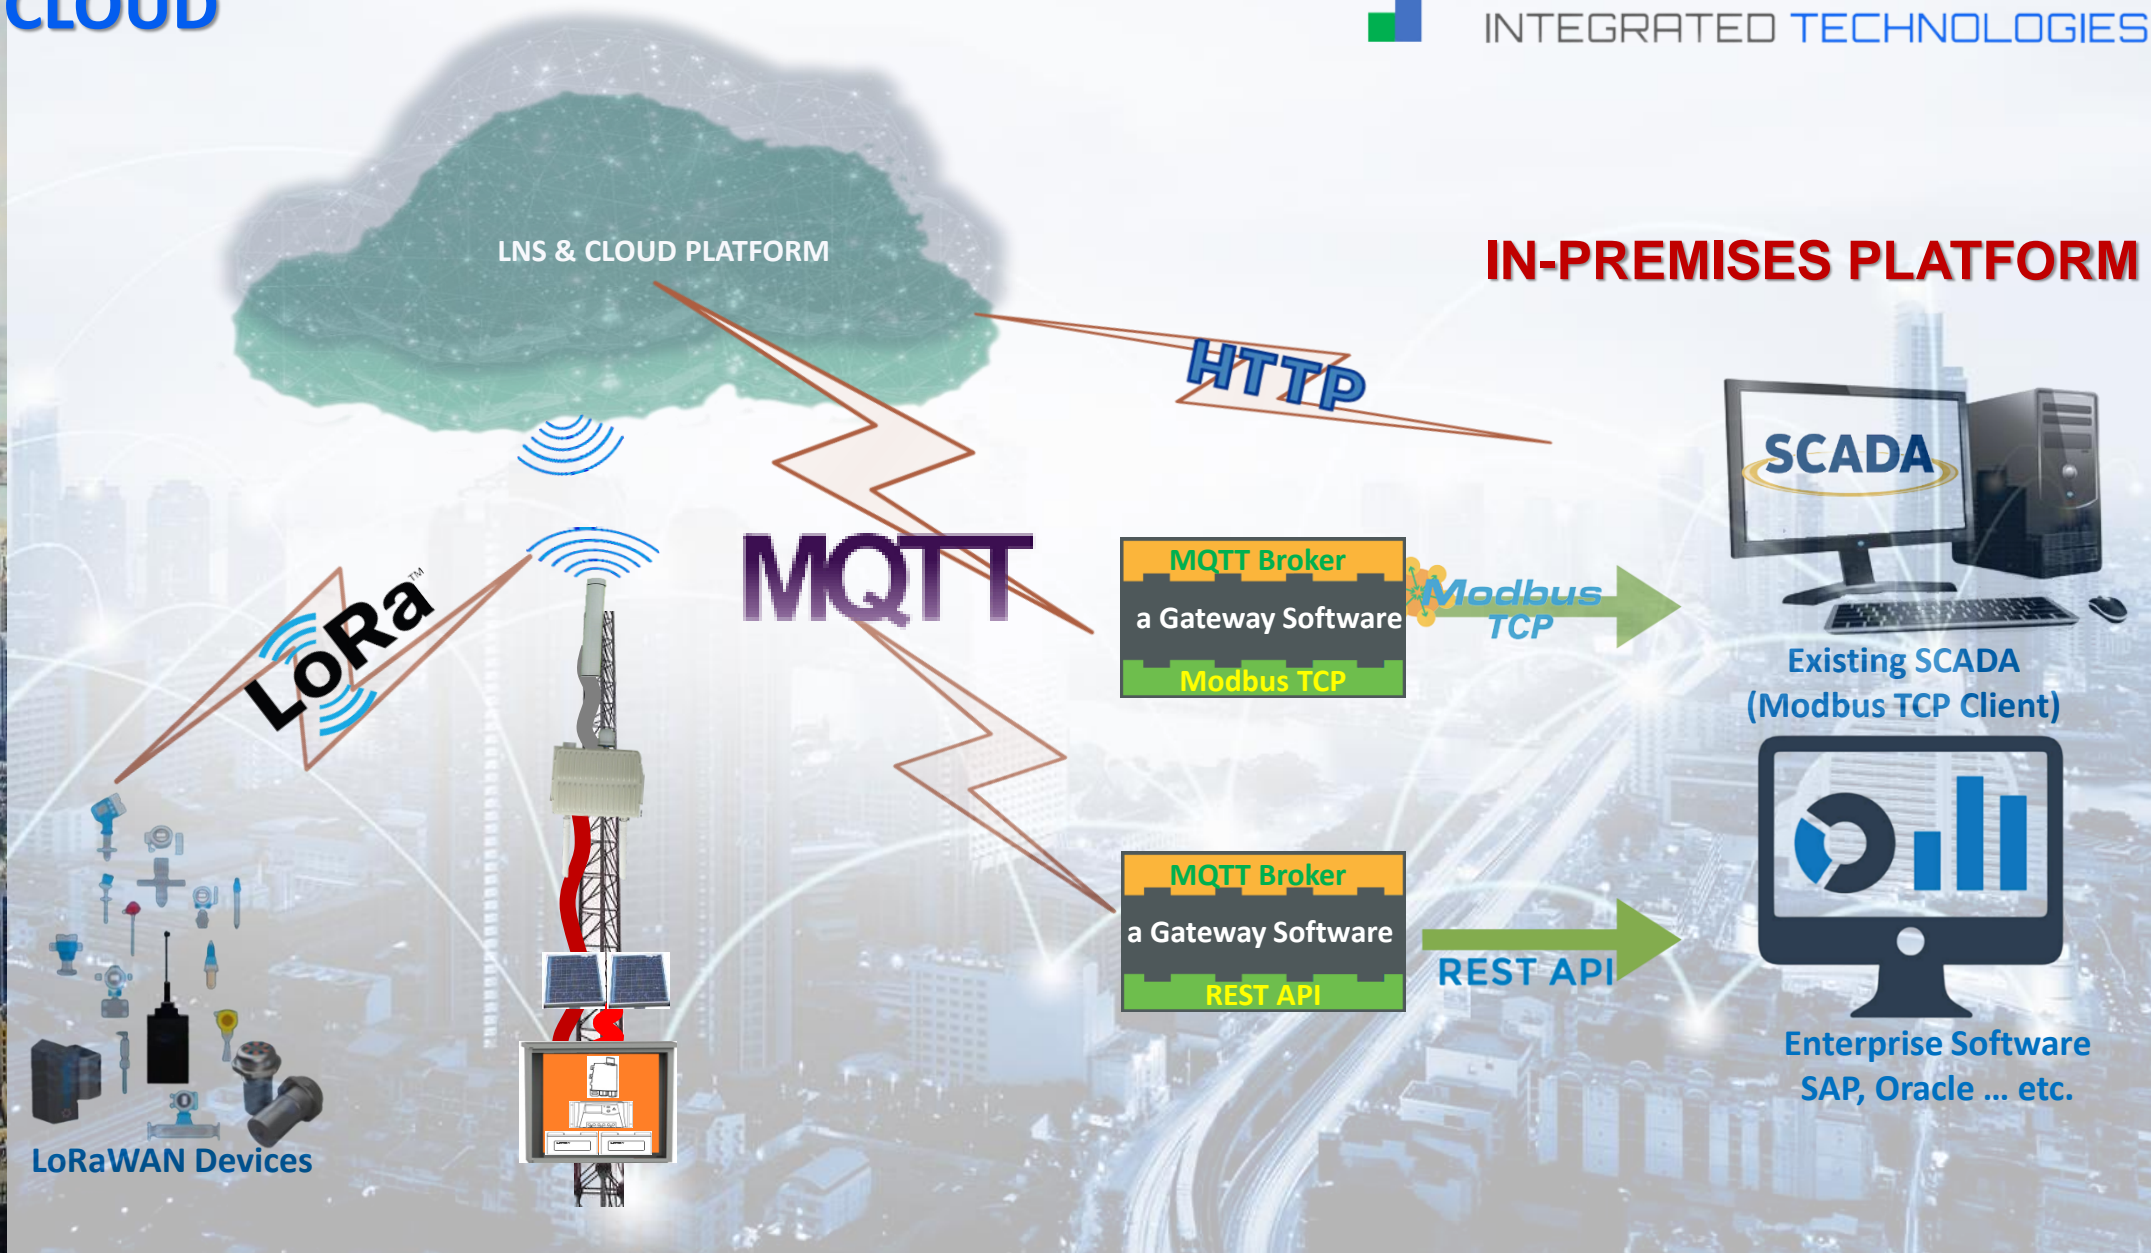 CLOUD
INTEGRATED TECHNOLOGIES
LNS & CLOUD PLATFORM
IN-PREMISES PLATFORM
HTTP
SCADA
MQTT
LoRa™
MQTT Broker
a Gateway Software
Modbus TCP
Modbus
TCP
Existing SCADA
(Modbus TCP Client)
MQTT Broker
a Gateway Software
REST API
REST API
Enterprise Software
SAP, Oracle ... etc.
LoRaWAN Devices